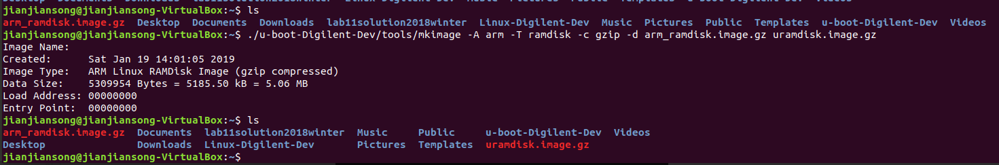 jianjiansong@jianjiansong-VirtualBox:~$ ls
arm_ramdisk.image.gz Desktop Documents Downloads lab11solution2018winter Linux-Digilent-Dev Music Pictures Public Templates u-boot-Digilent-Dev Videos
jianjiansong@jianjiansong-VirtualBox:~$ ./u-boot-Digilent-Dev/tools/mkimage -A arm -T ramdisk -c gzip -d arm_ramdisk.image.gz uramdisk.image.gz
Image Name:
Created: Sat Jan 19 14:01:05 2019
Image Type: ARM Linux RAMDisk Image (gzip compressed)
Data Size: 5309954 Bytes = 5185.50 kB = 5.06 MB
Load Address: 00000000
Entry Point: 00000000
jianjiansong@jianjiansong-VirtualBox:~$ ls
arm_ramdisk.image.gz Documents lab11solution2018winter Music Public u-boot-Digilent-Dev Videos
Desktop Downloads Linux-Digilent-Dev Pictures Templates uramdisk.image.gz
jianjiansong@jianjiansong-VirtualBox:~$